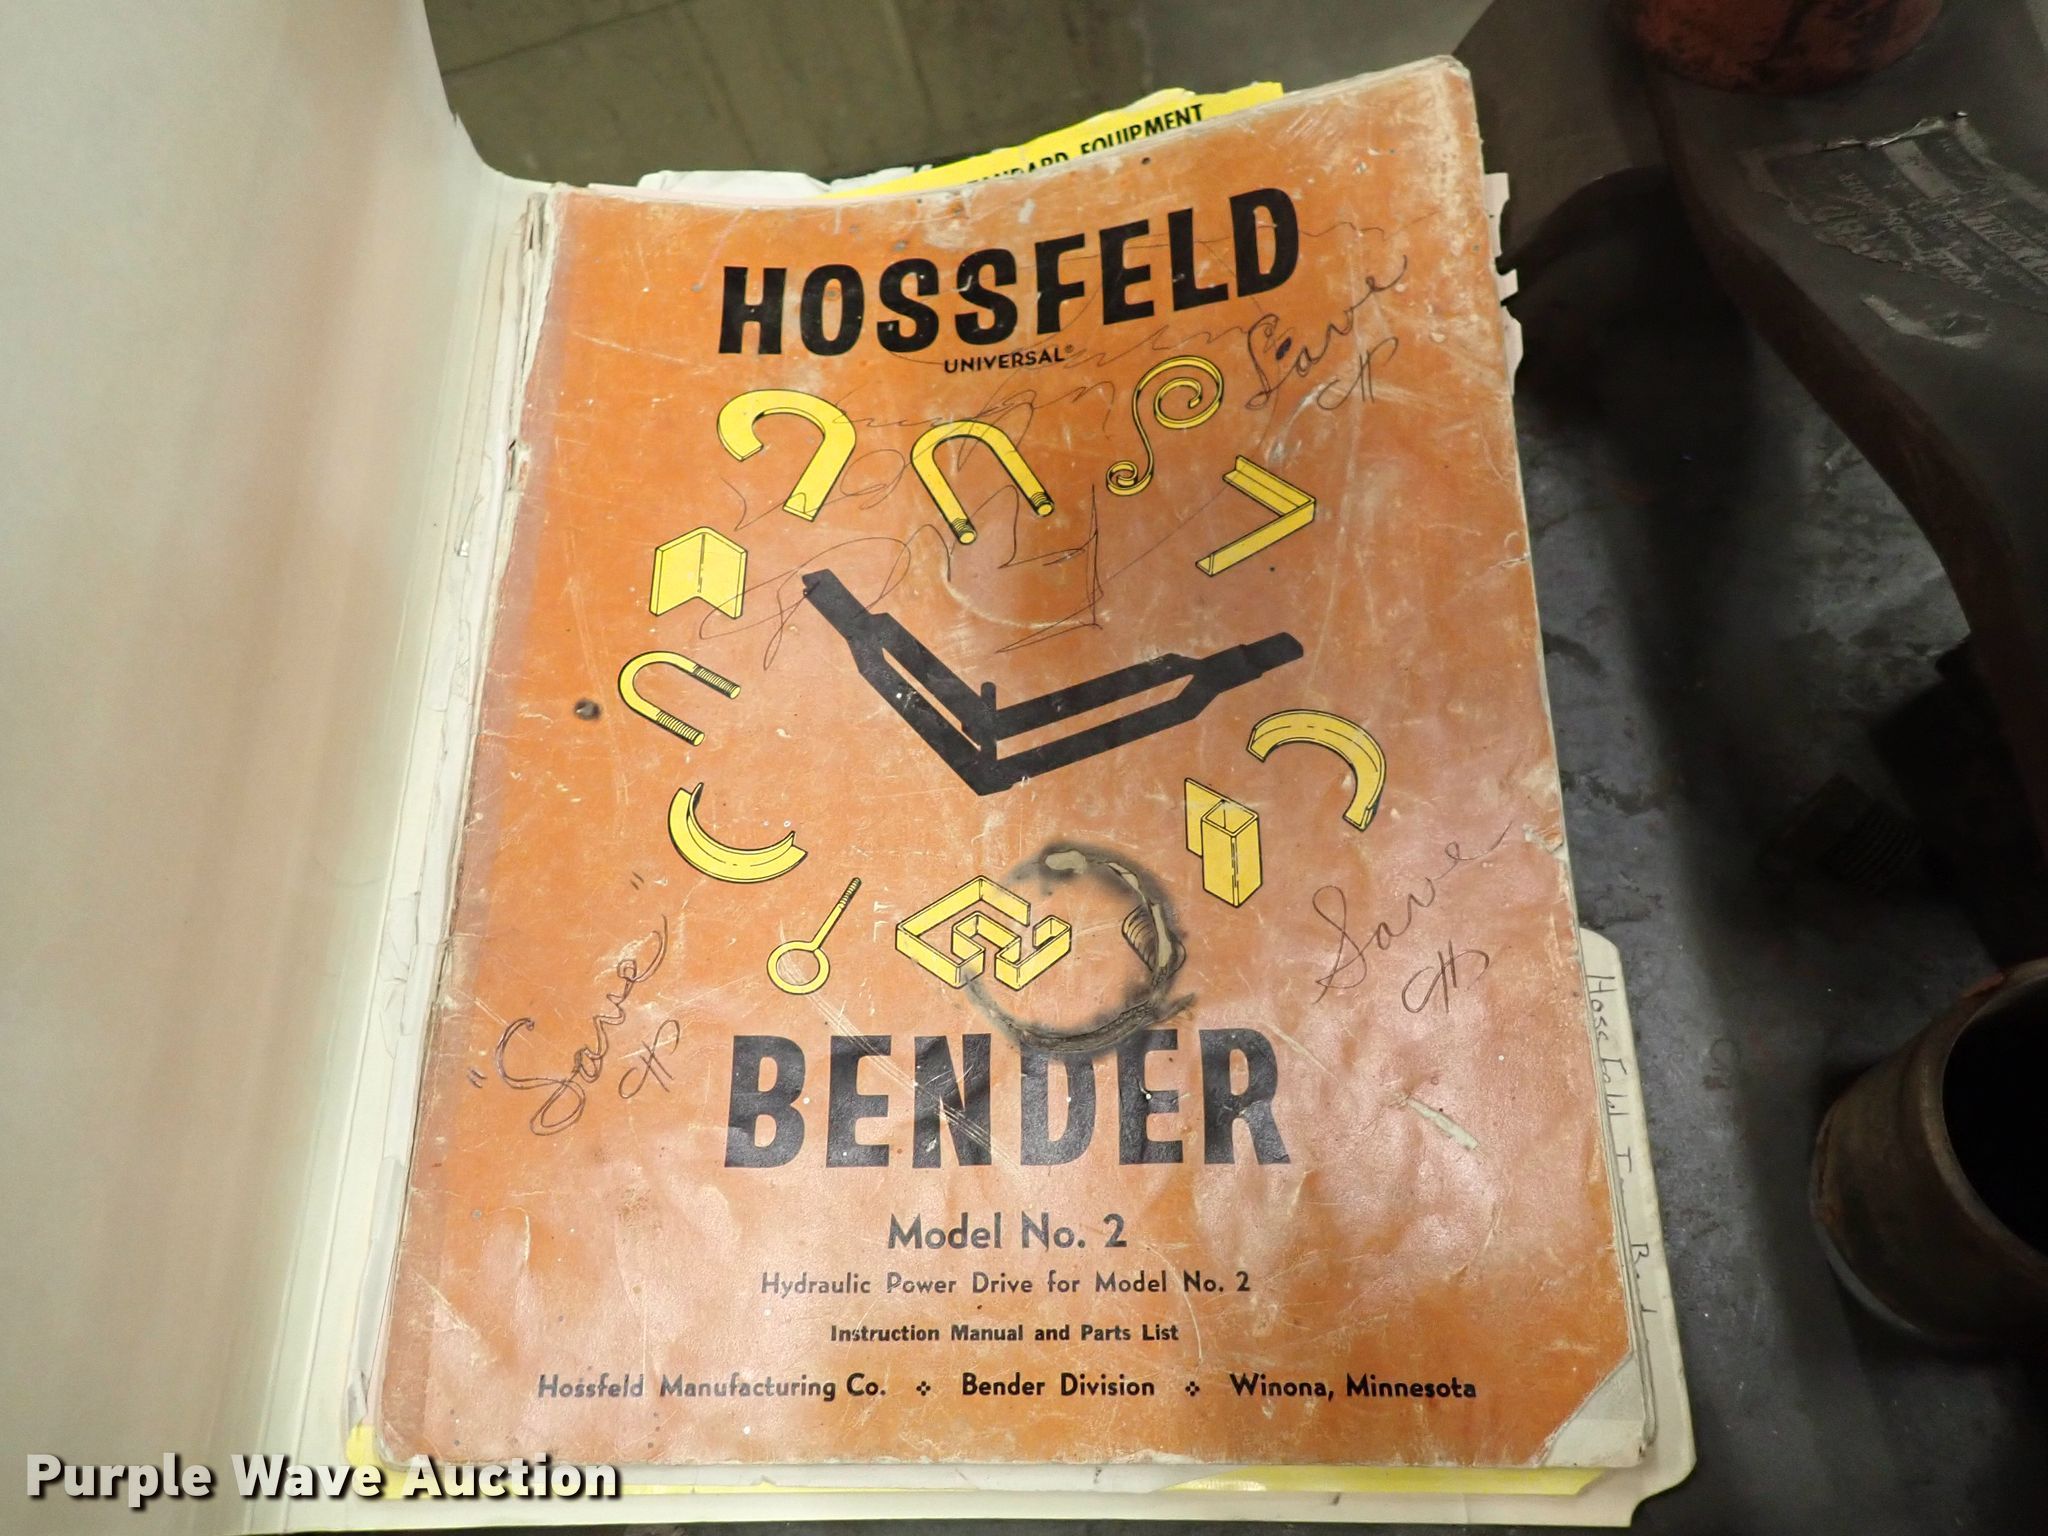 STANDARD EQUIPMENT
HOSSFELD
UNIVERSAL®
Save
Save
"Save"
BENDER
Model No. 2
Hydraulic Power Drive for Model No. 2
Instruction Manual and Parts List
Hossfeld Manufacturing Co. ⁘ Bender Division ⁘ Winona, Minnesota
Hossfeld
Purple Wave Auction